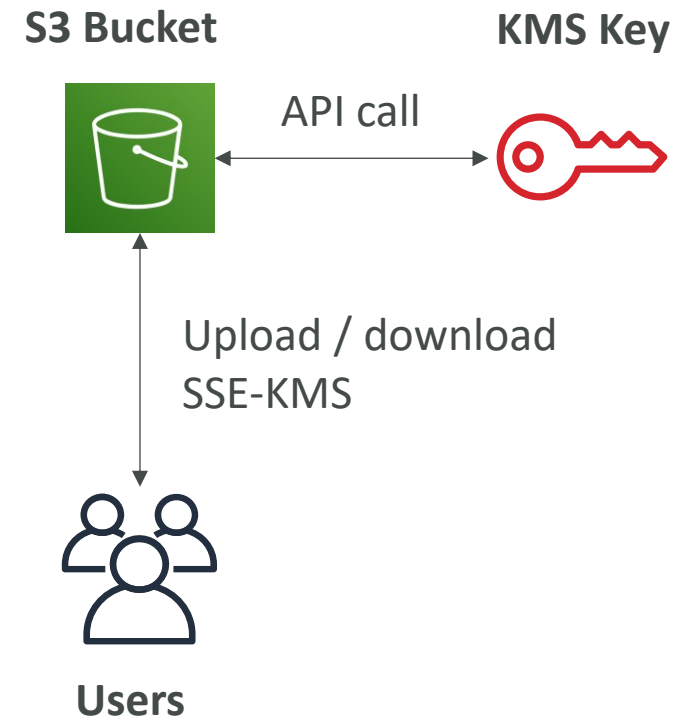 S3 Bucket
KMS Key
API call
Upload / download
SSE-KMS
Users